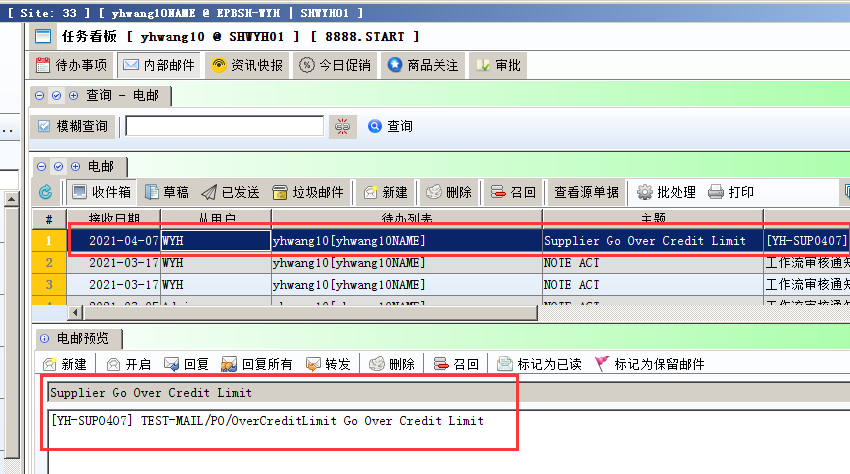 [ Site: 33 ] [ yhwang10NAME @ EPBSH-WYH | SHWYH01 ]
任务看板 [ yhwang10 @ SHWYH01 ] [ 8888.START ]
待办事项 内部邮件 资讯快报 今日促销 商品关注 审批
查询 - 电邮
模糊查询 查询
电邮
收件箱 草稿 已发送 垃圾邮件 新建 删除 召回 查看源单据 批处理 打印
# 接收日期 从用户 待办列表 主题
1 2021-04-07 WYH yhwang10[yhwang10NAME] Supplier Go Over Credit Limit [YH-SUP0407]
2 2021-03-17 WYH yhwang10[yhwang10NAME] NOTE ACT 工作流审核通知
3 2021-03-17 WYH yhwang10[yhwang10NAME] NOTE ACT 工作流审核通知
电邮预览
新建 开启 回复 回复所有 转发 删除 召回 标记为已读 标记为保留邮件
Supplier Go Over Credit Limit
[YH-SUP0407] TEST-MAIL/PO/OverCreditLimit Go Over Credit Limit